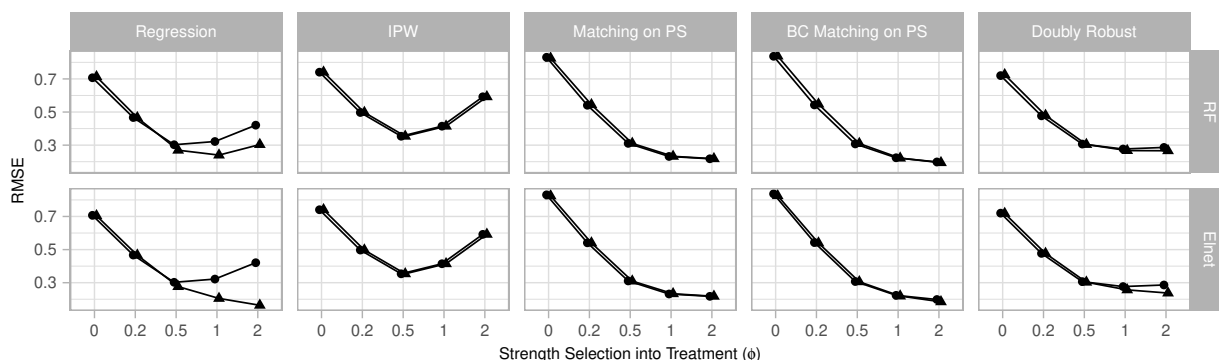 Regression IPW Matching on PS BC Matching on PS Doubly Robust
RMSE
0.7
0.5
0.3
RF
0.7
0.5
0.3
Elnet
0 0.2 0.5 1 2 0 0.2 0.5 1 2 0 0.2 0.5 1 2 0 0.2 0.5 1 2 0 0.2 0.5 1 2
Strength Selection into Treatment (ϕ)